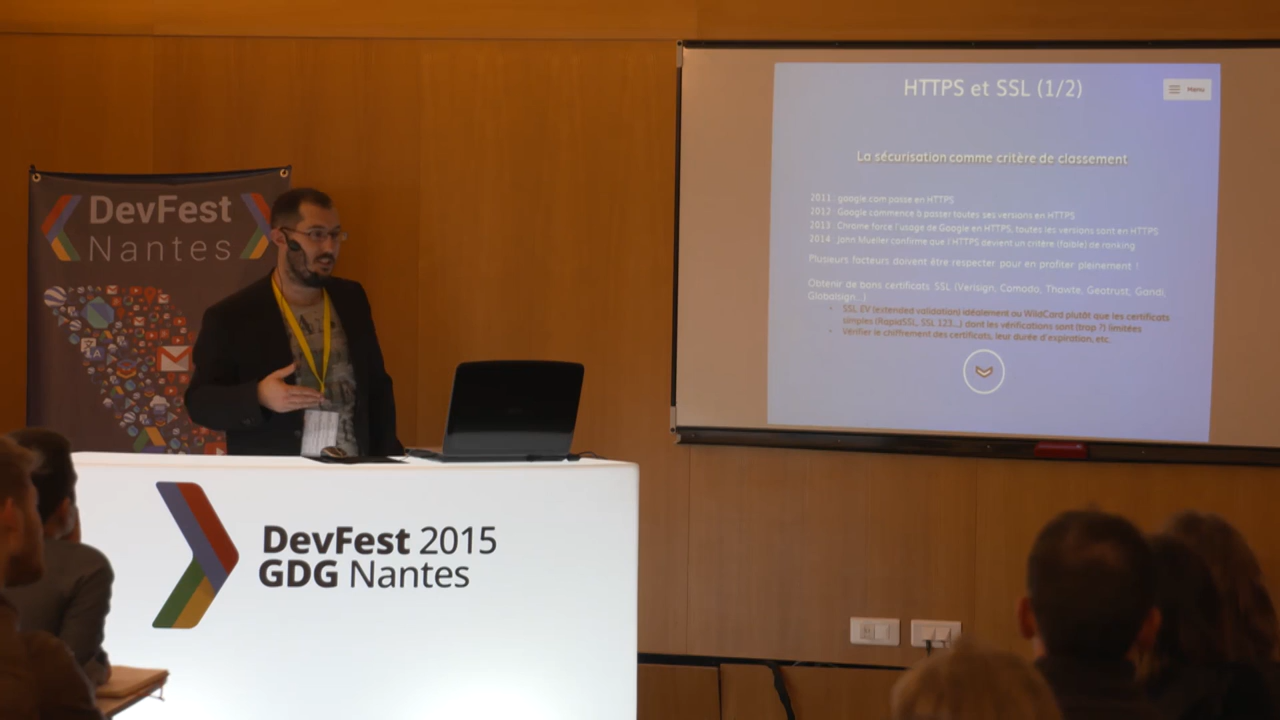 HTTPS et SSL (1/2)
Menu
La sécurisation comme critère de classement
2011 : google.com passe en HTTPS
2012 : Google commence à passer toutes ses versions en HTTPS
2013 : Chrome force l'usage de Google en HTTPS, toutes les versions sont en HTTPS
2014 : John Mueller confirme que l'HTTPS devient un critère (faible) de ranking
Plusieurs facteurs doivent être respecter pour en profiter pleinement !
Obtenir de bons certificats SSL (Verisign, Comodo, Thawte, Geotrust, Gandi,
Globalsign...)
SSL EV (extended validation) idéalement ou WildCard plutôt que les certificats
simples (RapidSSL, SSL 123...) dont les vérifications sont (trop ?) limitées
Vérifier le chiffrement des certificats, leur durée d'expiration, etc.
DevFest
Nantes
DevFest 2015
GDG Nantes